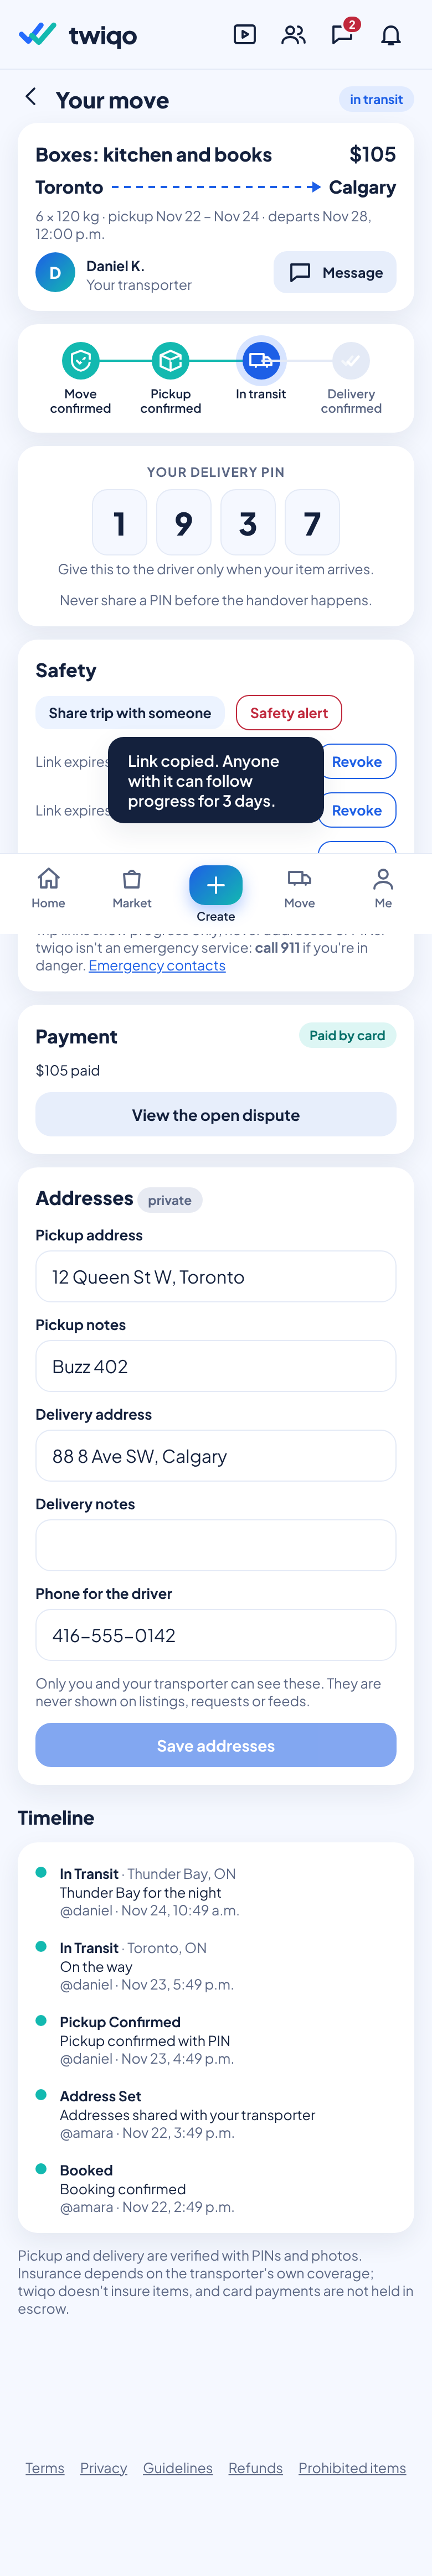 twiqo
2
Your move
in transit
Boxes: kitchen and books
$105
Toronto
Calgary
6 × 120 kg · pickup Nov 22 – Nov 24 · departs Nov 28,
12:00 p.m.
D
Daniel K.
Your transporter
Message
Move
confirmed
Pickup
confirmed
In transit
Delivery
confirmed
YOUR DELIVERY PIN
1 9 3 7
Give this to the driver only when your item arrives.
Never share a PIN before the handover happens.
Safety
Share trip with someone
Safety alert
Link expires
Revoke
Link copied. Anyone
with it can follow
progress for 3 days.
Link expires
Revoke
Home
Market
Create
Move
Me
twiqo isn't an emergency service: call 911 if you're in
danger. Emergency contacts
Payment
Paid by card
$105 paid
View the open dispute
Addresses
private
Pickup address
12 Queen St W, Toronto
Pickup notes
Buzz 402
Delivery address
88 8 Ave SW, Calgary
Delivery notes
Phone for the driver
416-555-0142
Only you and your transporter can see these. They are
never shown on listings, requests or feeds.
Save addresses
Timeline
In Transit · Thunder Bay, ON
Thunder Bay for the night
@daniel · Nov 24, 10:49 a.m.
In Transit · Toronto, ON
On the way
@daniel · Nov 23, 5:49 p.m.
Pickup Confirmed
Pickup confirmed with PIN
@daniel · Nov 23, 4:49 p.m.
Address Set
Addresses shared with your transporter
@amara · Nov 22, 3:49 p.m.
Booked
Booking confirmed
@amara · Nov 22, 2:49 p.m.
Pickup and delivery are verified with PINs and photos.
Insurance depends on the transporter's own coverage;
twiqo doesn't insure items, and card payments are not held in
escrow.
Terms
Privacy
Guidelines
Refunds
Prohibited items